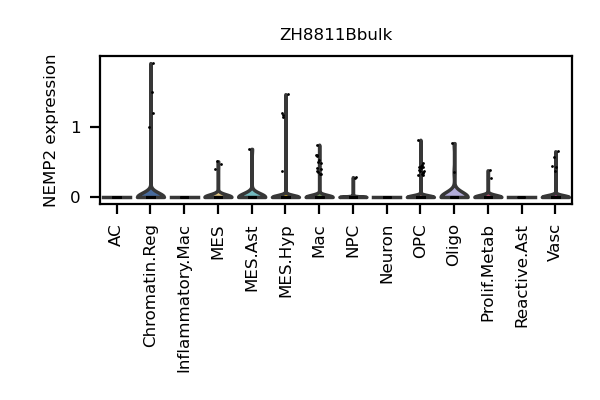 ZH8811Bbulk
NEMP2 expression
1
0
AC
Chromatin.Reg
Inflammatory.Mac
MES
MES.Ast
MES.Hyp
Mac
NPC
Neuron
OPC
Oligo
Prolif.Metab
Reactive.Ast
Vasc